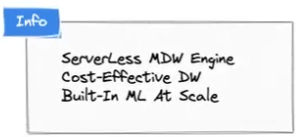 Info
ServerLess MDW Engine
Cost-Effective DW
Built-In ML At Scale